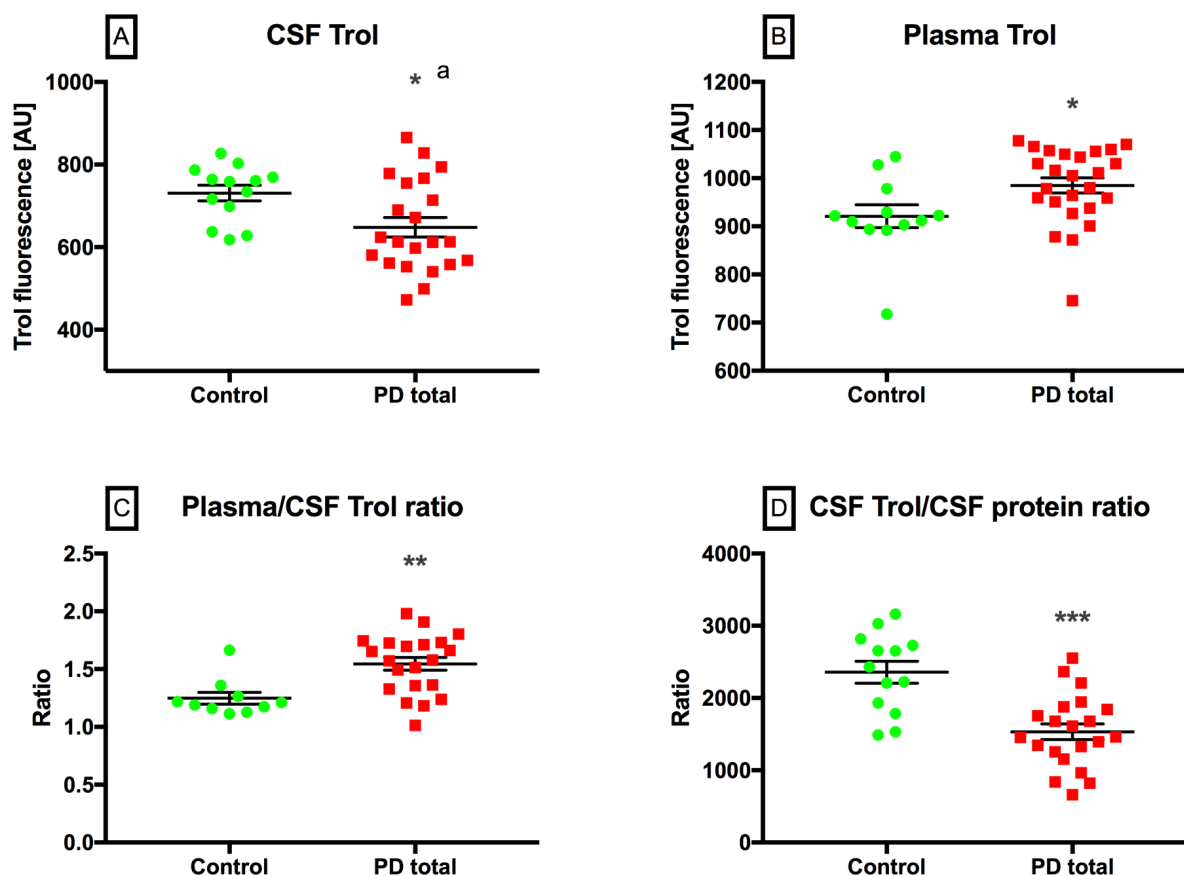 A CSF Trol
* a
Trol fluorescence [AU]
1000
800
600
400
Control PD total
B Plasma Trol
*
Trol fluorescence [AU]
1200
1100
1000
900
800
700
600
Control PD total
C Plasma/CSF Trol ratio
**
Ratio
2.5
2.0
1.5
1.0
0.5
0.0
Control PD total
D CSF Trol/CSF protein ratio
***
Ratio
4000
3000
2000
1000
0
Control PD total